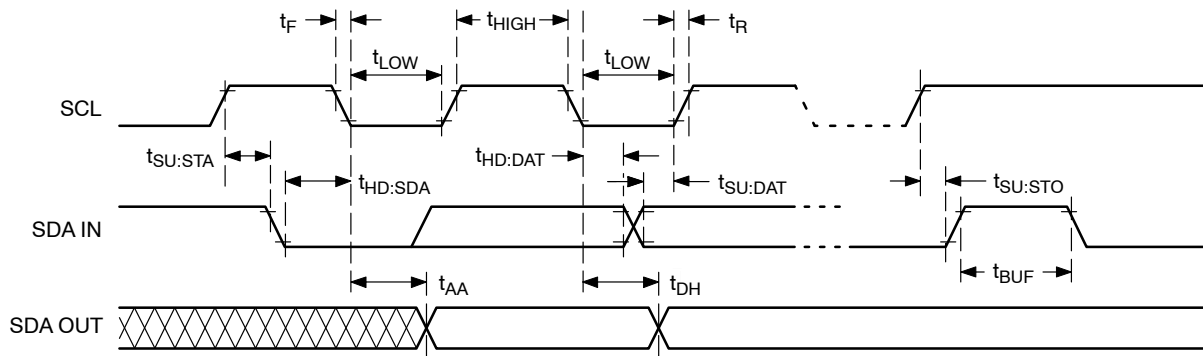 tF
tHIGH
tR
tLOW
tLOW
SCL
tSU:STA
tHD:SDA
tHD:DAT
tSU:DAT
tSU:STO
SDA IN
tAA
tDH
tBUF
SDA OUT